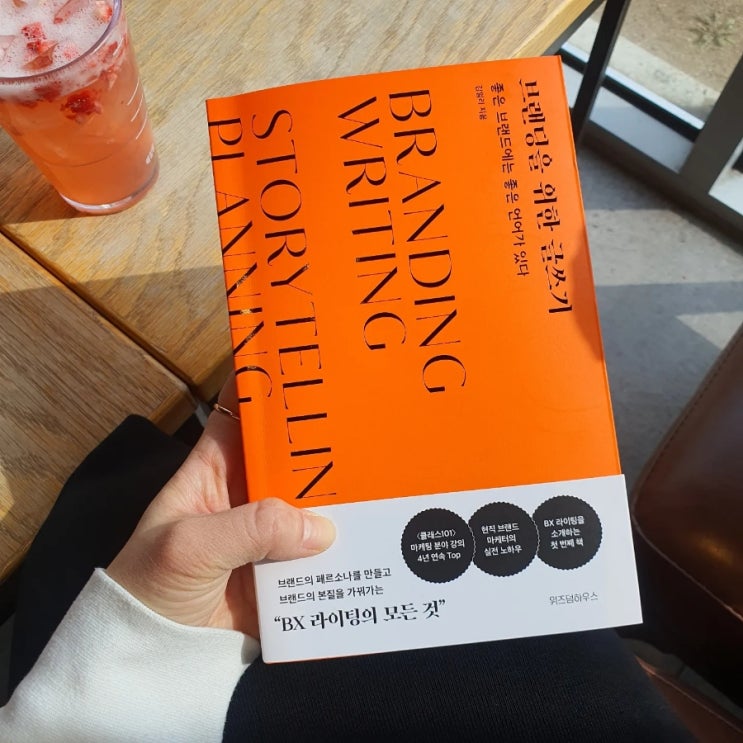 브랜딩을 위한 글쓰기
좋은 브랜드에는 좋은 언어가 있다
김일리 지음
BRANDING
WRITING
STORYTELLIN
PLANNING
〈클래스101〉
마케팅 분야 강의
4년 연속 Top
현직 브랜드
마케터의
실전 노하우
BX 라이팅을
소개하는
첫 번째 책
브랜드의 페르소나를 만들고
브랜드의 본질을 가꿔가는
“BX 라이팅의 모든 것”
위즈덤하우스